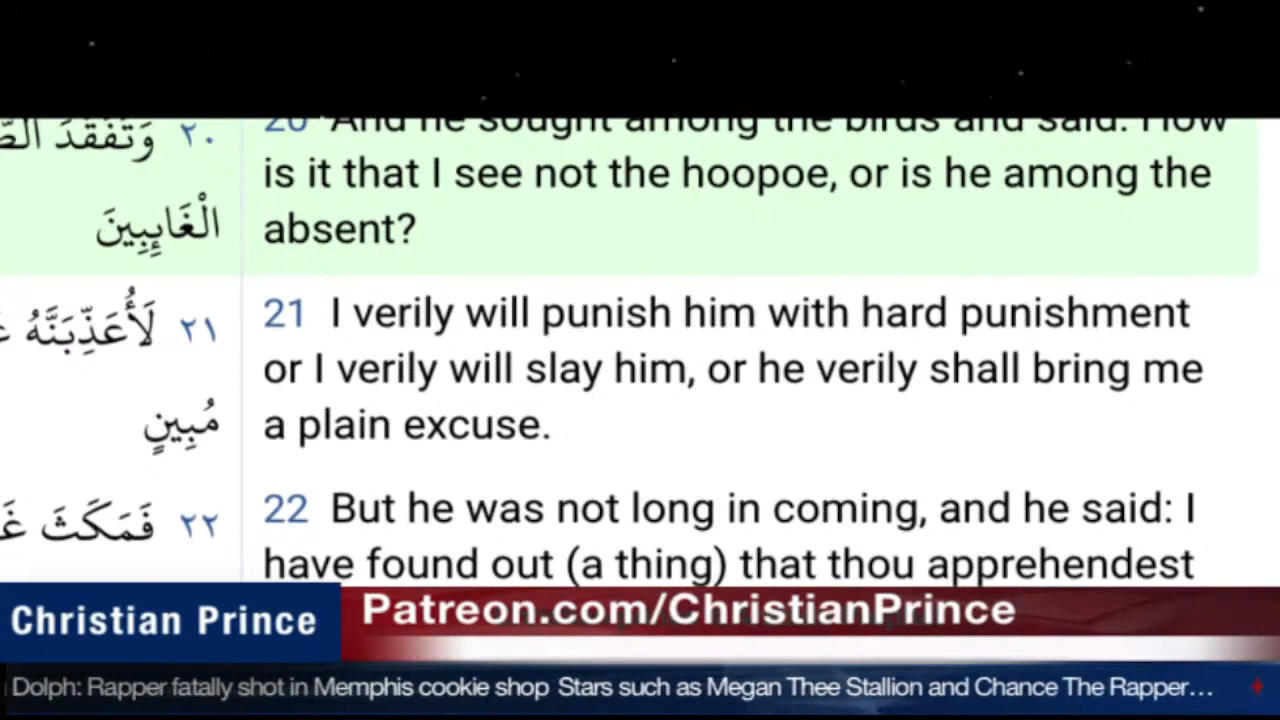 ٢٠ وَتَفَقَّدَ
20 And he sought among the birds and said: How
is it that I see not the hoopoe, or is he among the
الْغَائِبِينَ
absent?
٢١ لَأُعَذِّبَنَّهُ
21 I verily will punish him with hard punishment
or I verily will slay him, or he verily shall bring me
مُبِينٍ
a plain excuse.
٢٢ فَمَكَثَ
22 But he was not long in coming, and he said: I
have found out (a thing) that thou apprehendest
Christian Prince
Patreon.com/ChristianPrince
Dolph: Rapper fatally shot in Memphis cookie shop Stars such as Megan Thee Stallion and Chance The Rapper…